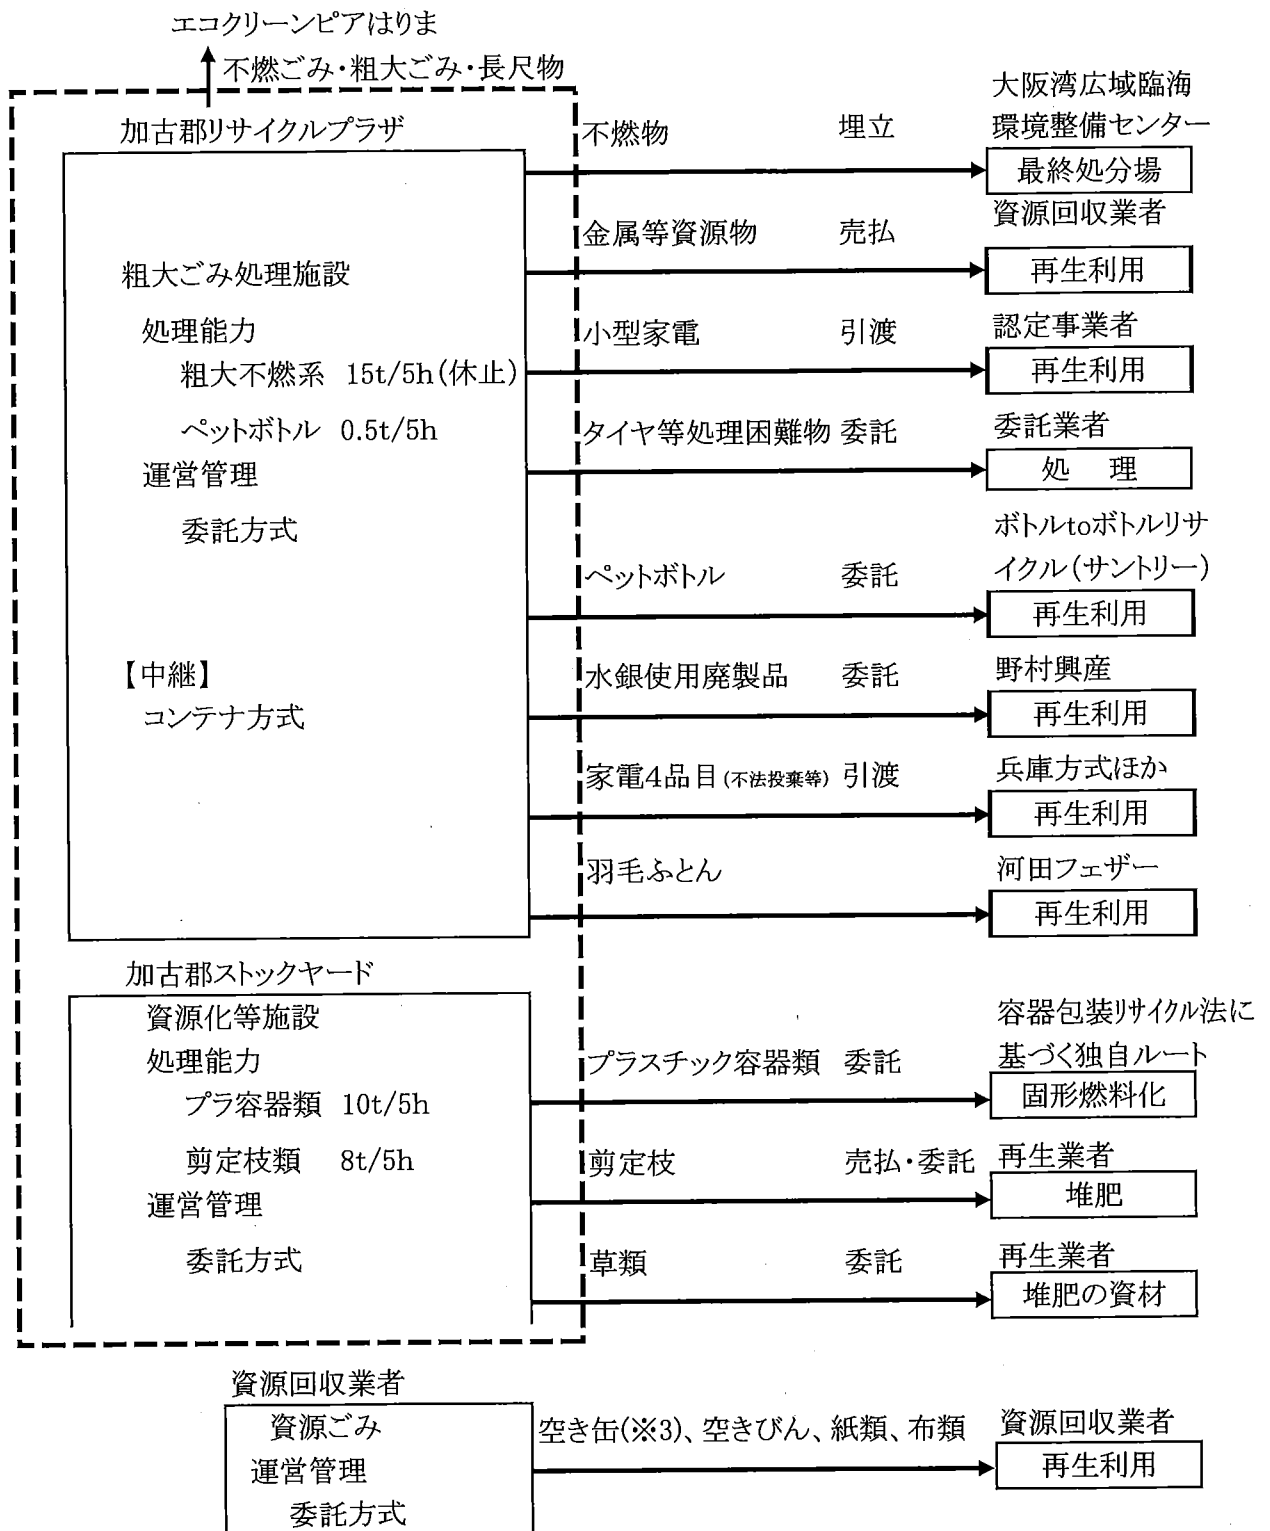 エコクリーンピアはりま
不燃ごみ・粗大ごみ・長尺物
加古郡リサイクルプラザ
粗大ごみ処理施設
処理能力
粗大不燃系 15t/5h(休止)
ペットボトル 0.5t/5h
運営管理
委託方式
【中継】
コンテナ方式
不燃物 埋立
大阪湾広域臨海
環境整備センター
最終処分場
金属等資源物 売払
資源回収業者
再生利用
小型家電 引渡
認定事業者
再生利用
タイヤ等処理困難物 委託
委託業者
処 理
ペットボトル 委託
ボトルtoボトルリサ
イクル(サントリー)
再生利用
水銀使用廃製品 委託
野村興産
再生利用
家電4品目(不法投棄等) 引渡
兵庫方式ほか
再生利用
羽毛ふとん
河田フェザー
再生利用
加古郡ストックヤード
資源化等施設
処理能力
プラ容器類 10t/5h
剪定枝類 8t/5h
運営管理
委託方式
プラスチック容器類 委託
容器包装リサイクル法に
基づく独自ルート
固形燃料化
剪定枝 売払・委託
再生業者
堆肥
草類 委託
再生業者
堆肥の資材
資源回収業者
資源ごみ
運営管理
委託方式
空き缶(※3)、空きびん、紙類、布類
資源回収業者
再生利用